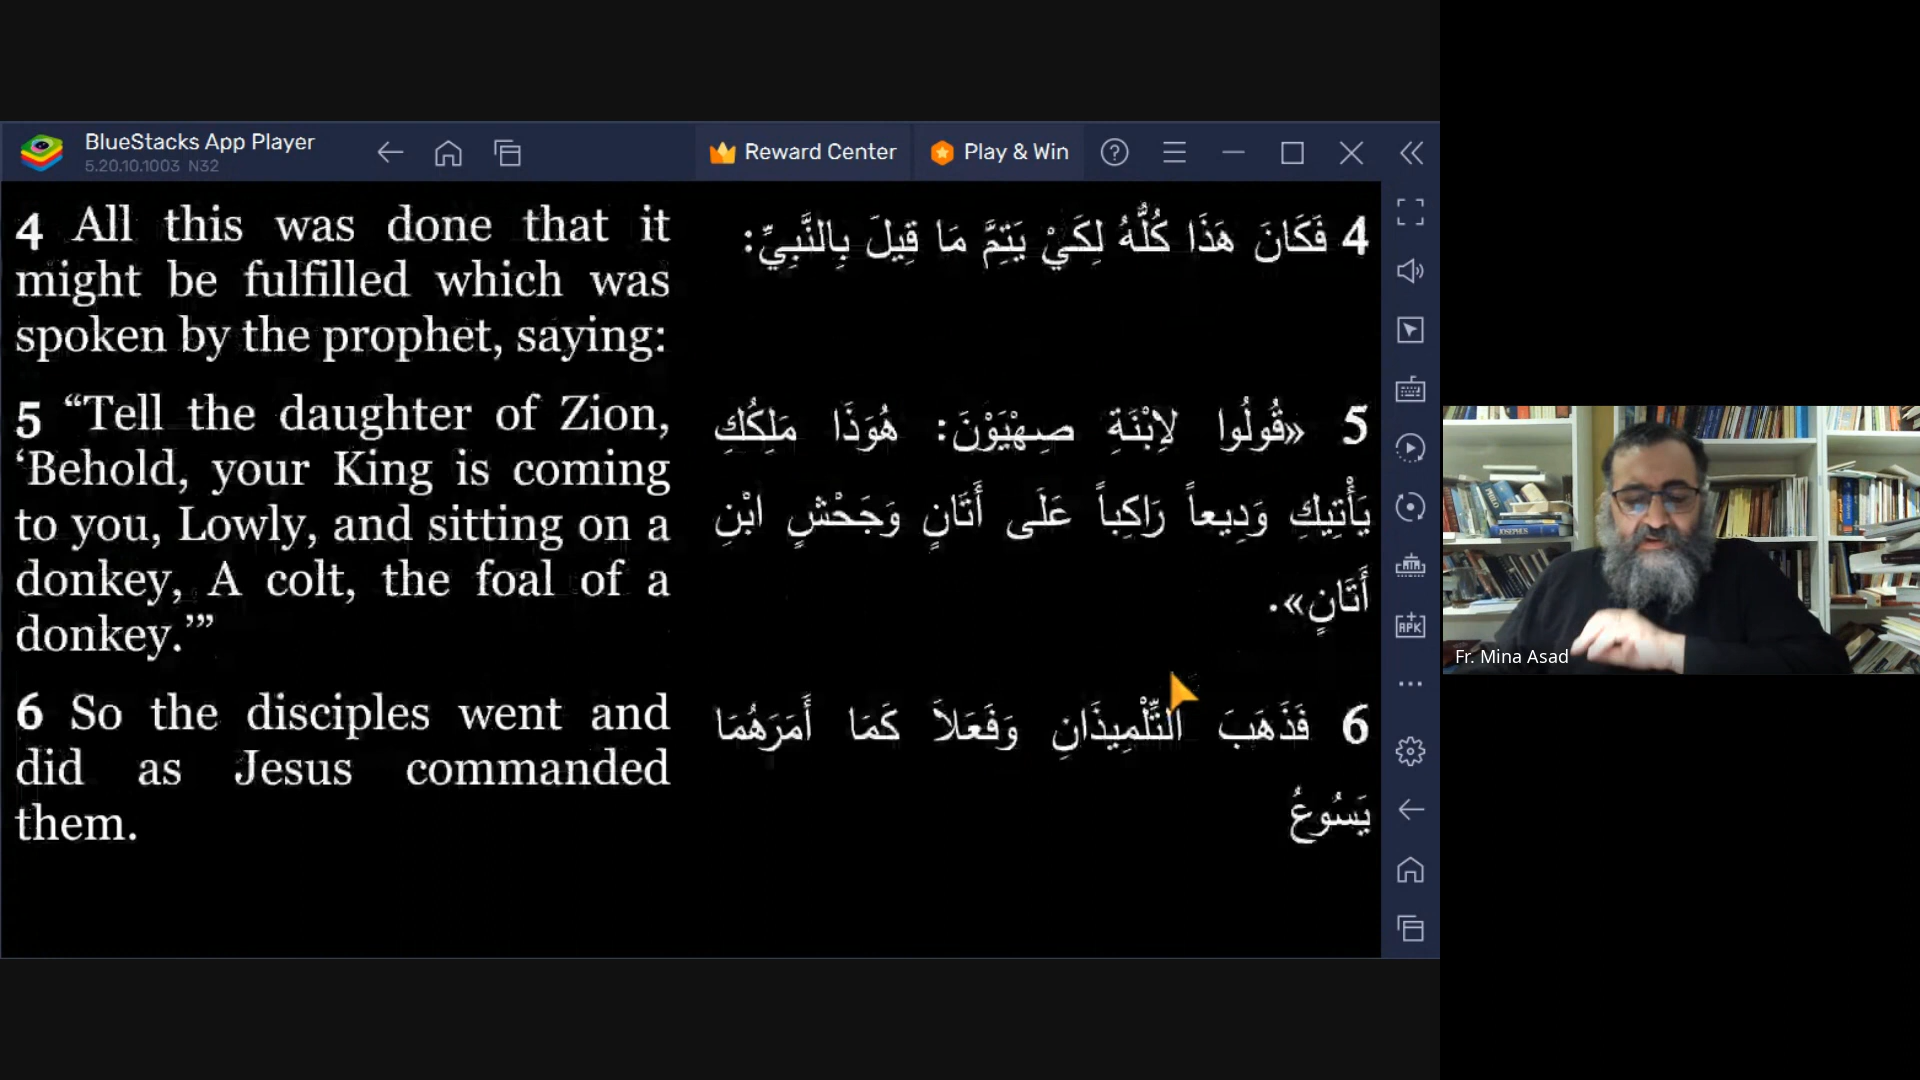 BlueStacks App Player
5.20.10.1003 N32
Reward Center
Play & Win
4 All this was done that it
might be fulfilled which was
spoken by the prophet, saying:
5 “Tell the daughter of Zion,
‘Behold, your King is coming
to you, Lowly, and sitting on a
donkey, A colt, the foal of a
donkey.’”
6 So the disciples went and
did as Jesus commanded
them.
4 فَكَانَ هَذَا كُلُّهُ لِكَيْ يَتِمَّ مَا قِيلَ بِالنَّبِيِّ:
5 «قُولُوا لاِبْنَةِ صِهْيَوْنَ: هُوَذَا مَلِكُكِ
يَأْتِيكِ وَدِيعاً رَاكِباً عَلَى أَتَانٍ وَجَحْشٍ ابْنِ
أَتَانٍ».
6 فَذَهَبَ التِّلْمِيذَانِ وَفَعَلاَ كَمَا أَمَرَهُمَا
يَسُوعُ
APK
PHILO
JOSEPHUS
Fr. Mina Asad